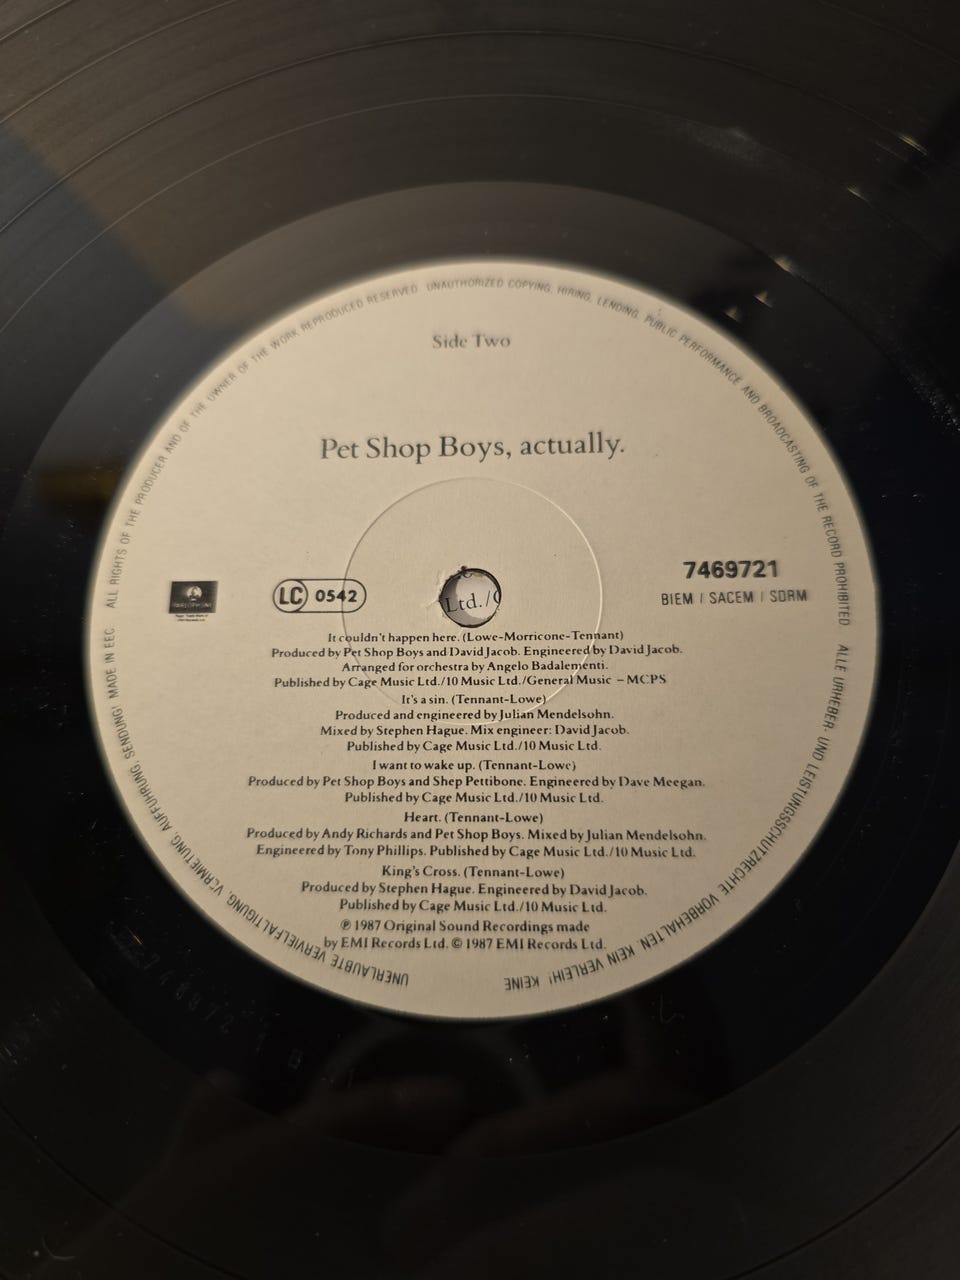 ALL RIGHTS OF THE PRODUCER AND OF THE OWNER OF THE WORK REPRODUCED RESERVED. UNAUTHORIZED COPYING, HIRING, LENDING, PUBLIC PERFORMANCE AND BROADCASTING OF THE RECORD PROHIBITED.
ALLE URHEBER- UND LEISTUNGSSCHUTZRECHTE VORBEHALTEN. KEIN VERLEIH! KEINE
UNERLAUBTE VERVIELFÄLTIGUNG, VERMIETUNG, AUFFÜHRUNG, SENDUNG! MADE IN EEC.
Side Two
Pet Shop Boys, actually.
PARLOPHONE
LC 0542
Ltd./
7469721
BIEM / SACEM / SDRM
It couldn't happen here. (Lowe-Morricone-Tennant)
Produced by Pet Shop Boys and David Jacob. Engineered by David Jacob.
Arranged for orchestra by Angelo Badalementi.
Published by Cage Music Ltd./10 Music Ltd./General Music – MCPS
It's a sin. (Tennant-Lowe)
Produced and engineered by Julian Mendelsohn.
Mixed by Stephen Hague. Mix engineer: David Jacob.
Published by Cage Music Ltd./10 Music Ltd.
I want to wake up. (Tennant-Lowe)
Produced by Pet Shop Boys and Shep Pettibone. Engineered by Dave Meegan.
Published by Cage Music Ltd./10 Music Ltd.
Heart. (Tennant-Lowe)
Produced by Andy Richards and Pet Shop Boys. Mixed by Julian Mendelsohn.
Engineered by Tony Phillips. Published by Cage Music Ltd./10 Music Ltd.
King's Cross. (Tennant-Lowe)
Produced by Stephen Hague. Engineered by David Jacob.
Published by Cage Music Ltd./10 Music Ltd.
℗ 1987 Original Sound Recordings made
by EMI Records Ltd. © 1987 EMI Records Ltd.